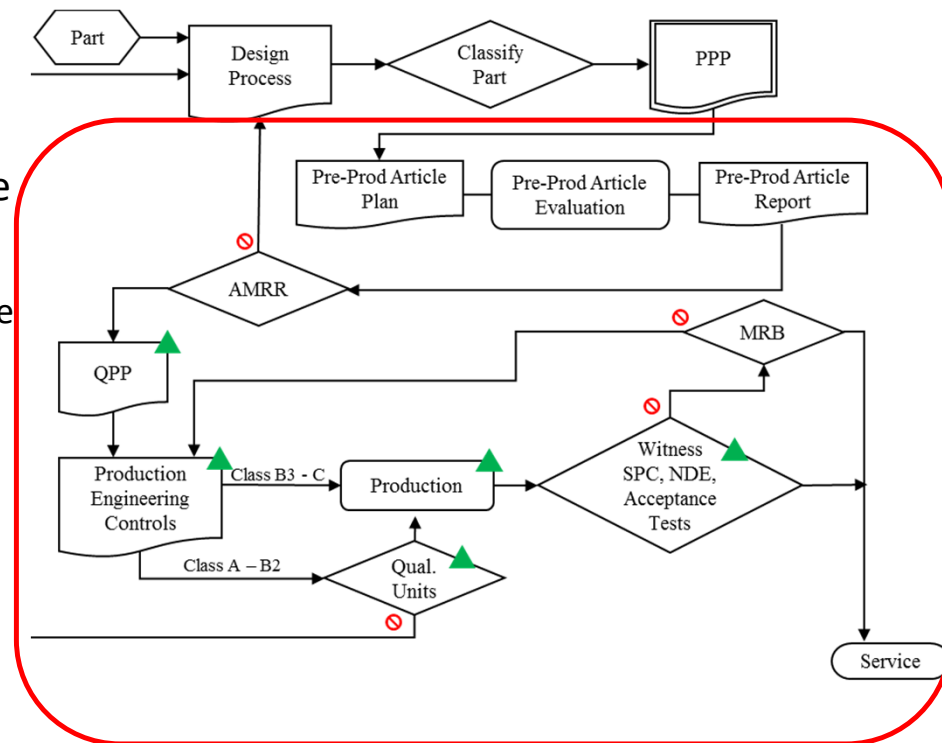 Part
Design
Process
Classify
Part
PPP
e
Pre-Prod Article
Plan
Pre-Prod Article
Evaluation
Pre-Prod Article
Report
AMRR
e
MRB
QPP
Production
Engineering
Controls
Class B3 - C
Production
Witness
SPC, NDE,
Acceptance
Tests
Class A – B2
Qual.
Units
Service